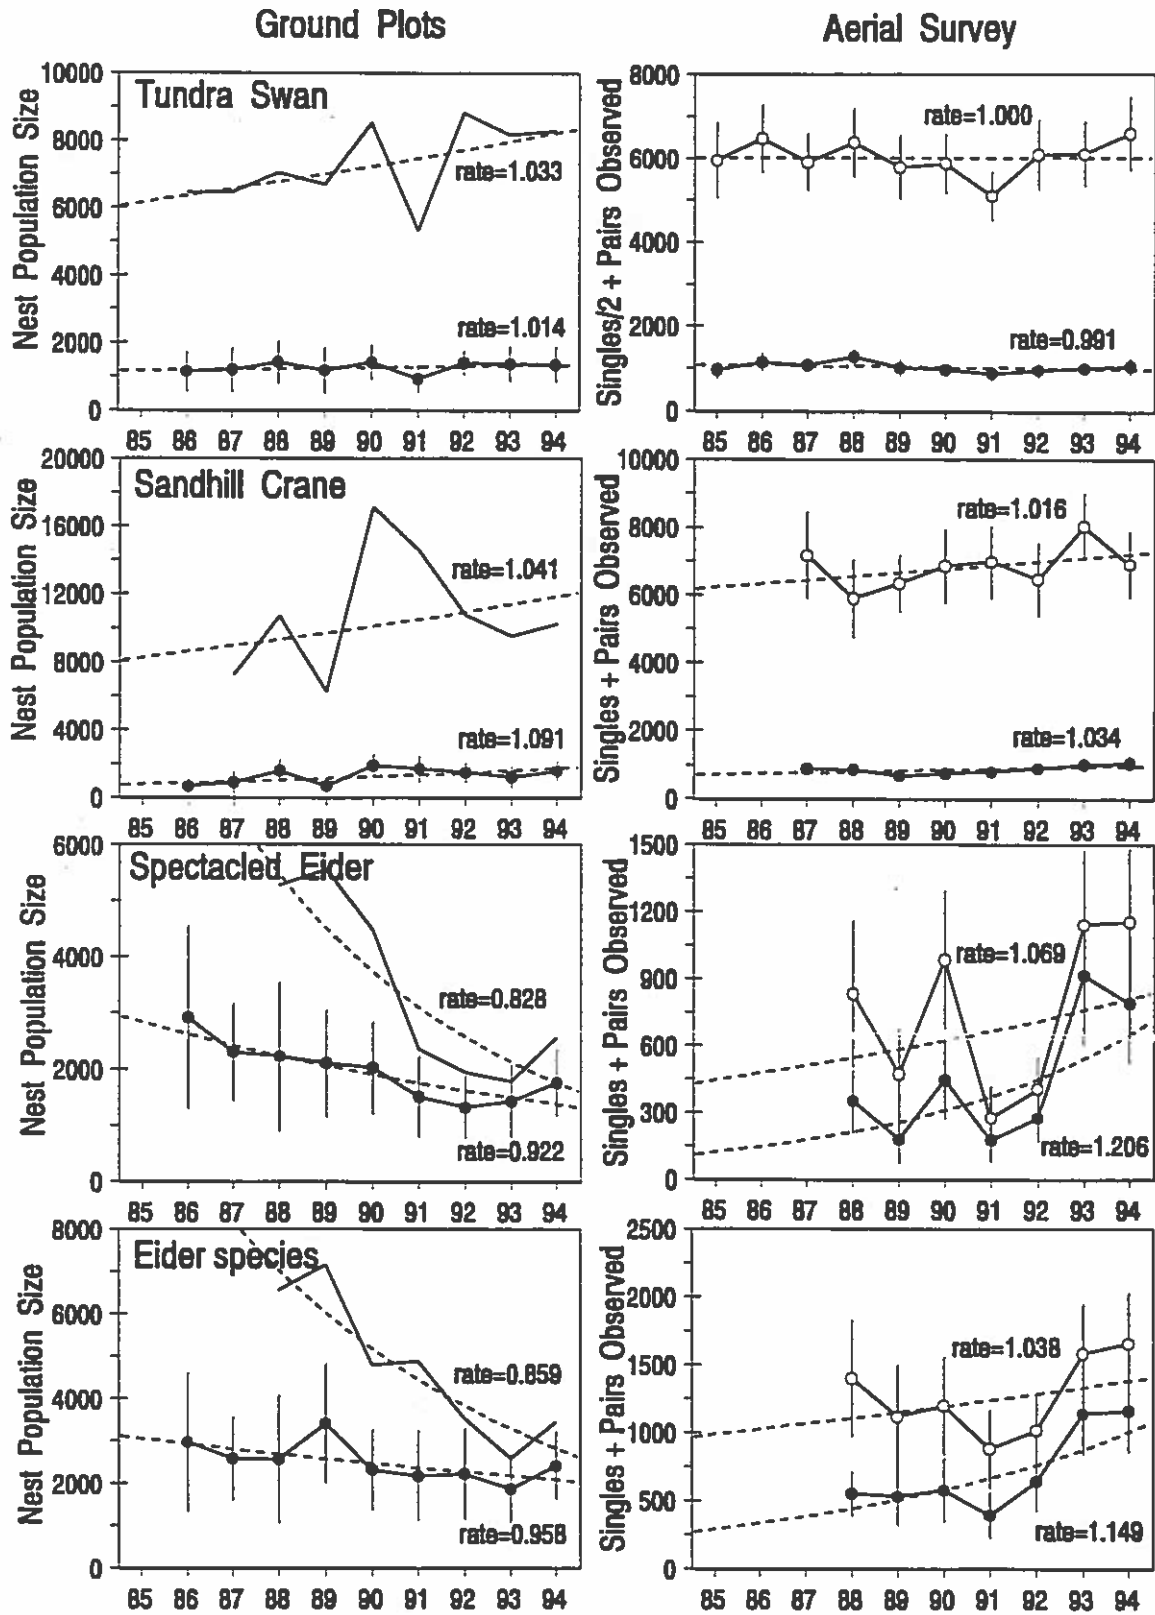 Ground Plots
Aerial Survey
Nest Population Size
10000
8000
6000
4000
2000
0
Tundra Swan
rate=1.033
rate=1.014
85 86 87 88 89 90 91 92 93 94
Singles/2 + Pairs Observed
8000
6000
4000
2000
0
rate=1.000
rate=0.991
85 86 87 88 89 90 91 92 93 94
Nest Population Size
20000
16000
12000
8000
4000
0
Sandhill Crane
rate=1.041
rate=1.091
85 86 87 88 89 90 91 92 93 94
Singles + Pairs Observed
10000
8000
6000
4000
2000
0
rate=1.016
rate=1.034
85 86 87 88 89 90 91 92 93 94
Nest Population Size
6000
4000
2000
0
Spectacled Eider
rate=0.828
rate=0.922
85 86 87 88 89 90 91 92 93 94
Singles + Pairs Observed
1500
1200
900
600
300
0
rate=1.069
rate=1.206
85 86 87 88 89 90 91 92 93 94
Nest Population Size
8000
6000
4000
2000
0
Eider species
rate=0.859
rate=0.958
85 86 87 88 89 90 91 92 93 94
Singles + Pairs Observed
2500
2000
1500
1000
500
0
rate=1.038
rate=1.149
85 86 87 88 89 90 91 92 93 94